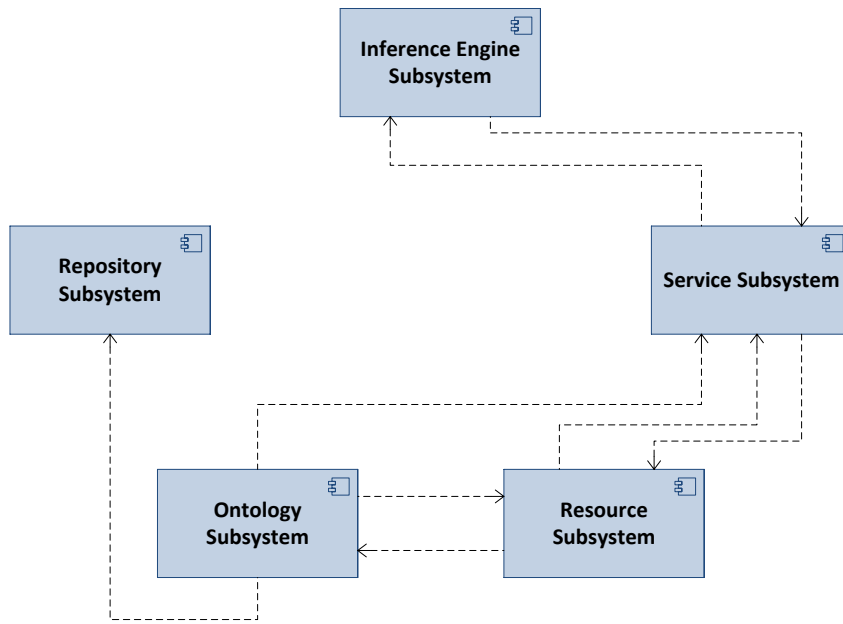 Inference Engine
Subsystem
Repository
Subsystem
Service Subsystem
Ontology
Subsystem
Resource
Subsystem